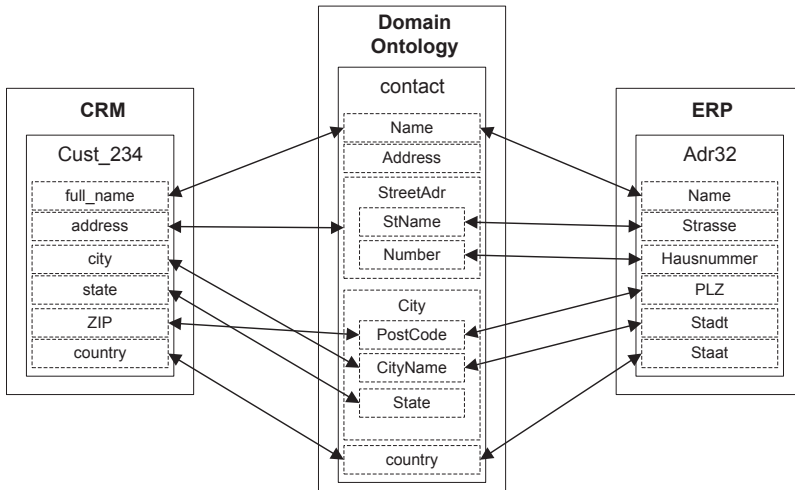 CRM
Cust_234
full_name
address
city
state
ZIP
country
Domain
Ontology
contact
Name
Address
StreetAdr
StName
Number
City
PostCode
CityName
State
country
ERP
Adr32
Name
Strasse
Hausnummer
PLZ
Stadt
Staat